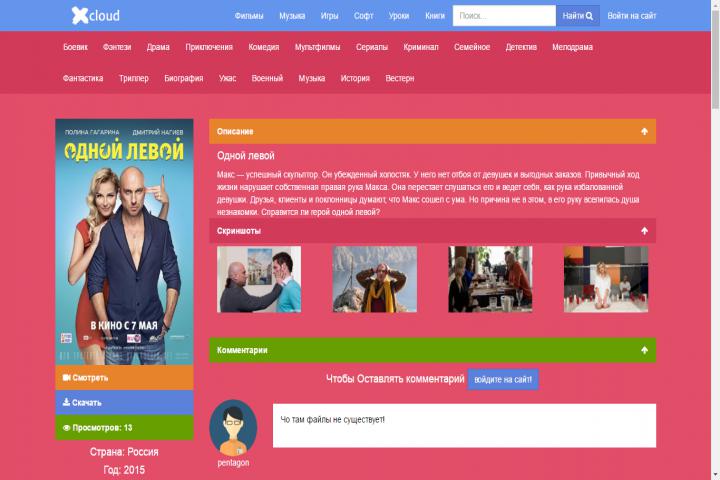 Xcloud
Фильмы Музыка Игры Софт Уроки Книги Поиск... Найти Войти на сайт
Боевик Фэнтези Драма Приключения Комедия Мультфильмы Сериалы Криминал Семейное Детектив Мелодрама
Фантастика Триллер Биография Ужас Военный Музыка История Вестерн
ПОЛИНА ГАГАРИНА ДМИТРИЙ НАГИЕВ
ОДНОЙ ЛЕВОЙ
В КИНО С 7 МАЯ
Смотреть
Скачать
Просмотров: 13
Страна: Россия
Год: 2015
Описание
Одной левой
Макс — успешный скульптор. Он убежденный холостяк. У него нет отбоя от девушек и выгодных заказов. Привычный ход
жизни нарушает собственная правая рука Макса. Она перестает слушаться его и ведет себя, как рука избалованной
девушки. Друзья, клиенты и поклонницы думают, что Макс сошел с ума. Но причина не в этом, в его руку вселилась душа
незнакомки. Справится ли герой одной левой?
Скриншоты
Комментарии
Чтобы Оставлять комментарий войдите на сайт!
Чо там файлы не существует!
pentagon